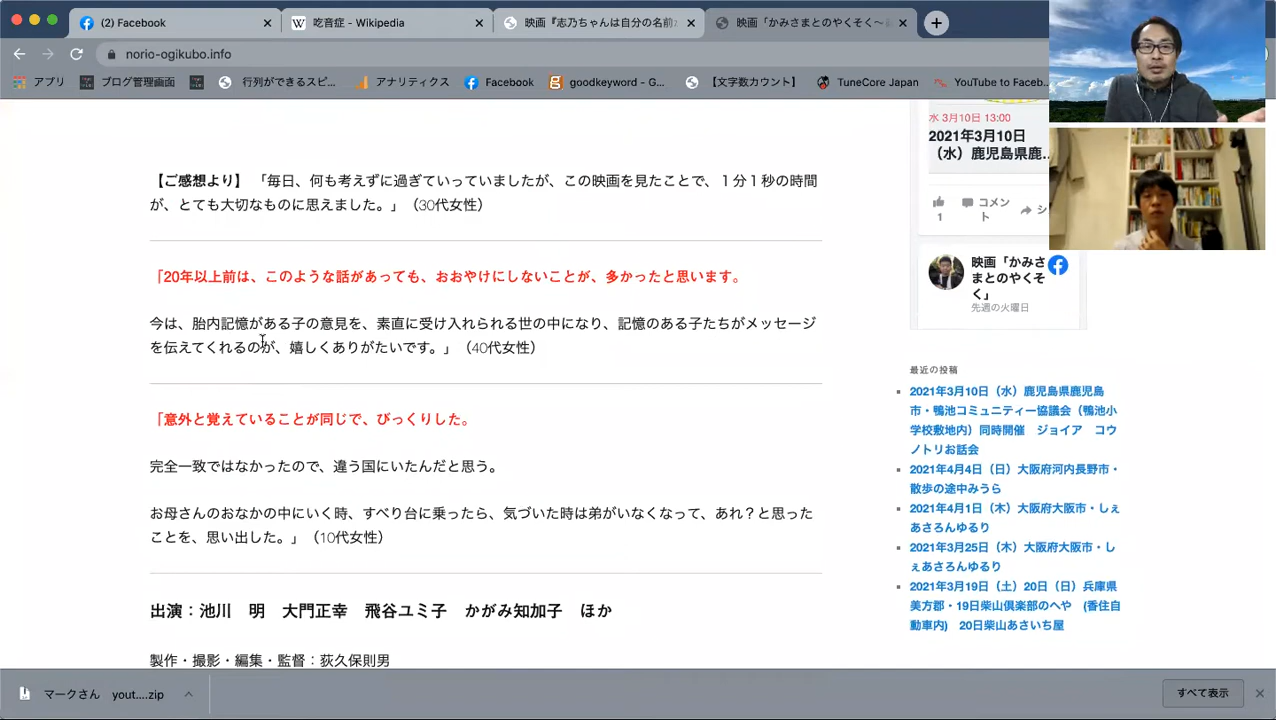 (2) Facebook
吃音症 - Wikipedia
映画『志乃ちゃんは自分の名前が
映画「かみさまとのやくそく～
norio-ogikubo.info
アプリ
ブログ管理画面
行列ができるスピ...
アナリティクス
Facebook
goodkeyword - G...
【文字数カウント】
TuneCore Japan
YouTube to Faceb...
【ご感想より】 「毎日、何も考えずに過ぎていっていましたが、この映画を見たことで、１分１秒の時間
が、とても大切なものに思えました。」（30代女性）
「20年以上前は、このような話があっても、おおやけにしないことが、多かったと思います。
今は、胎内記憶がある子の意見を、素直に受け入れられる世の中になり、記憶のある子たちがメッセージ
を伝えてくれるのが、嬉しくありがたいです。」（40代女性）
「意外と覚えていることが同じで、びっくりした。
完全一致ではなかったので、違う国にいたんだと思う。
お母さんのおなかの中にいく時、すべり台に乗ったら、気づいた時は弟がいなくなって、あれ？と思った
ことを、思い出した。」（10代女性）
出演：池川　明　大門正幸　飛谷ユミ子　かがみ知加子　ほか
製作・撮影・編集・監督：荻久保則男
水 3月10日 13:00
2021年3月10日
（水）鹿児島県鹿...
1
コメン
ト
シ
映画「かみさ
まとのやくそ
く」
先週の火曜日
最近の投稿
2021年3月10日（水）鹿児島県鹿児島
市・鴨池コミュニティー協議会（鴨池小
学校敷地内）同時開催　ジョイア　コウ
ノトリお話会
2021年4月4日（日）大阪府河内長野市・
散歩の途中みうら
2021年4月1日（木）大阪府大阪市・しぇ
あさろんゆるり
2021年3月25日（木）大阪府大阪市・し
ぇあさろんゆるり
2021年3月19日（土）20日（日）兵庫県
美方郡・19日柴山倶楽部のへや　(香住自
動車内)　20日柴山あさいち屋
マークさん　yout....zip
すべて表示